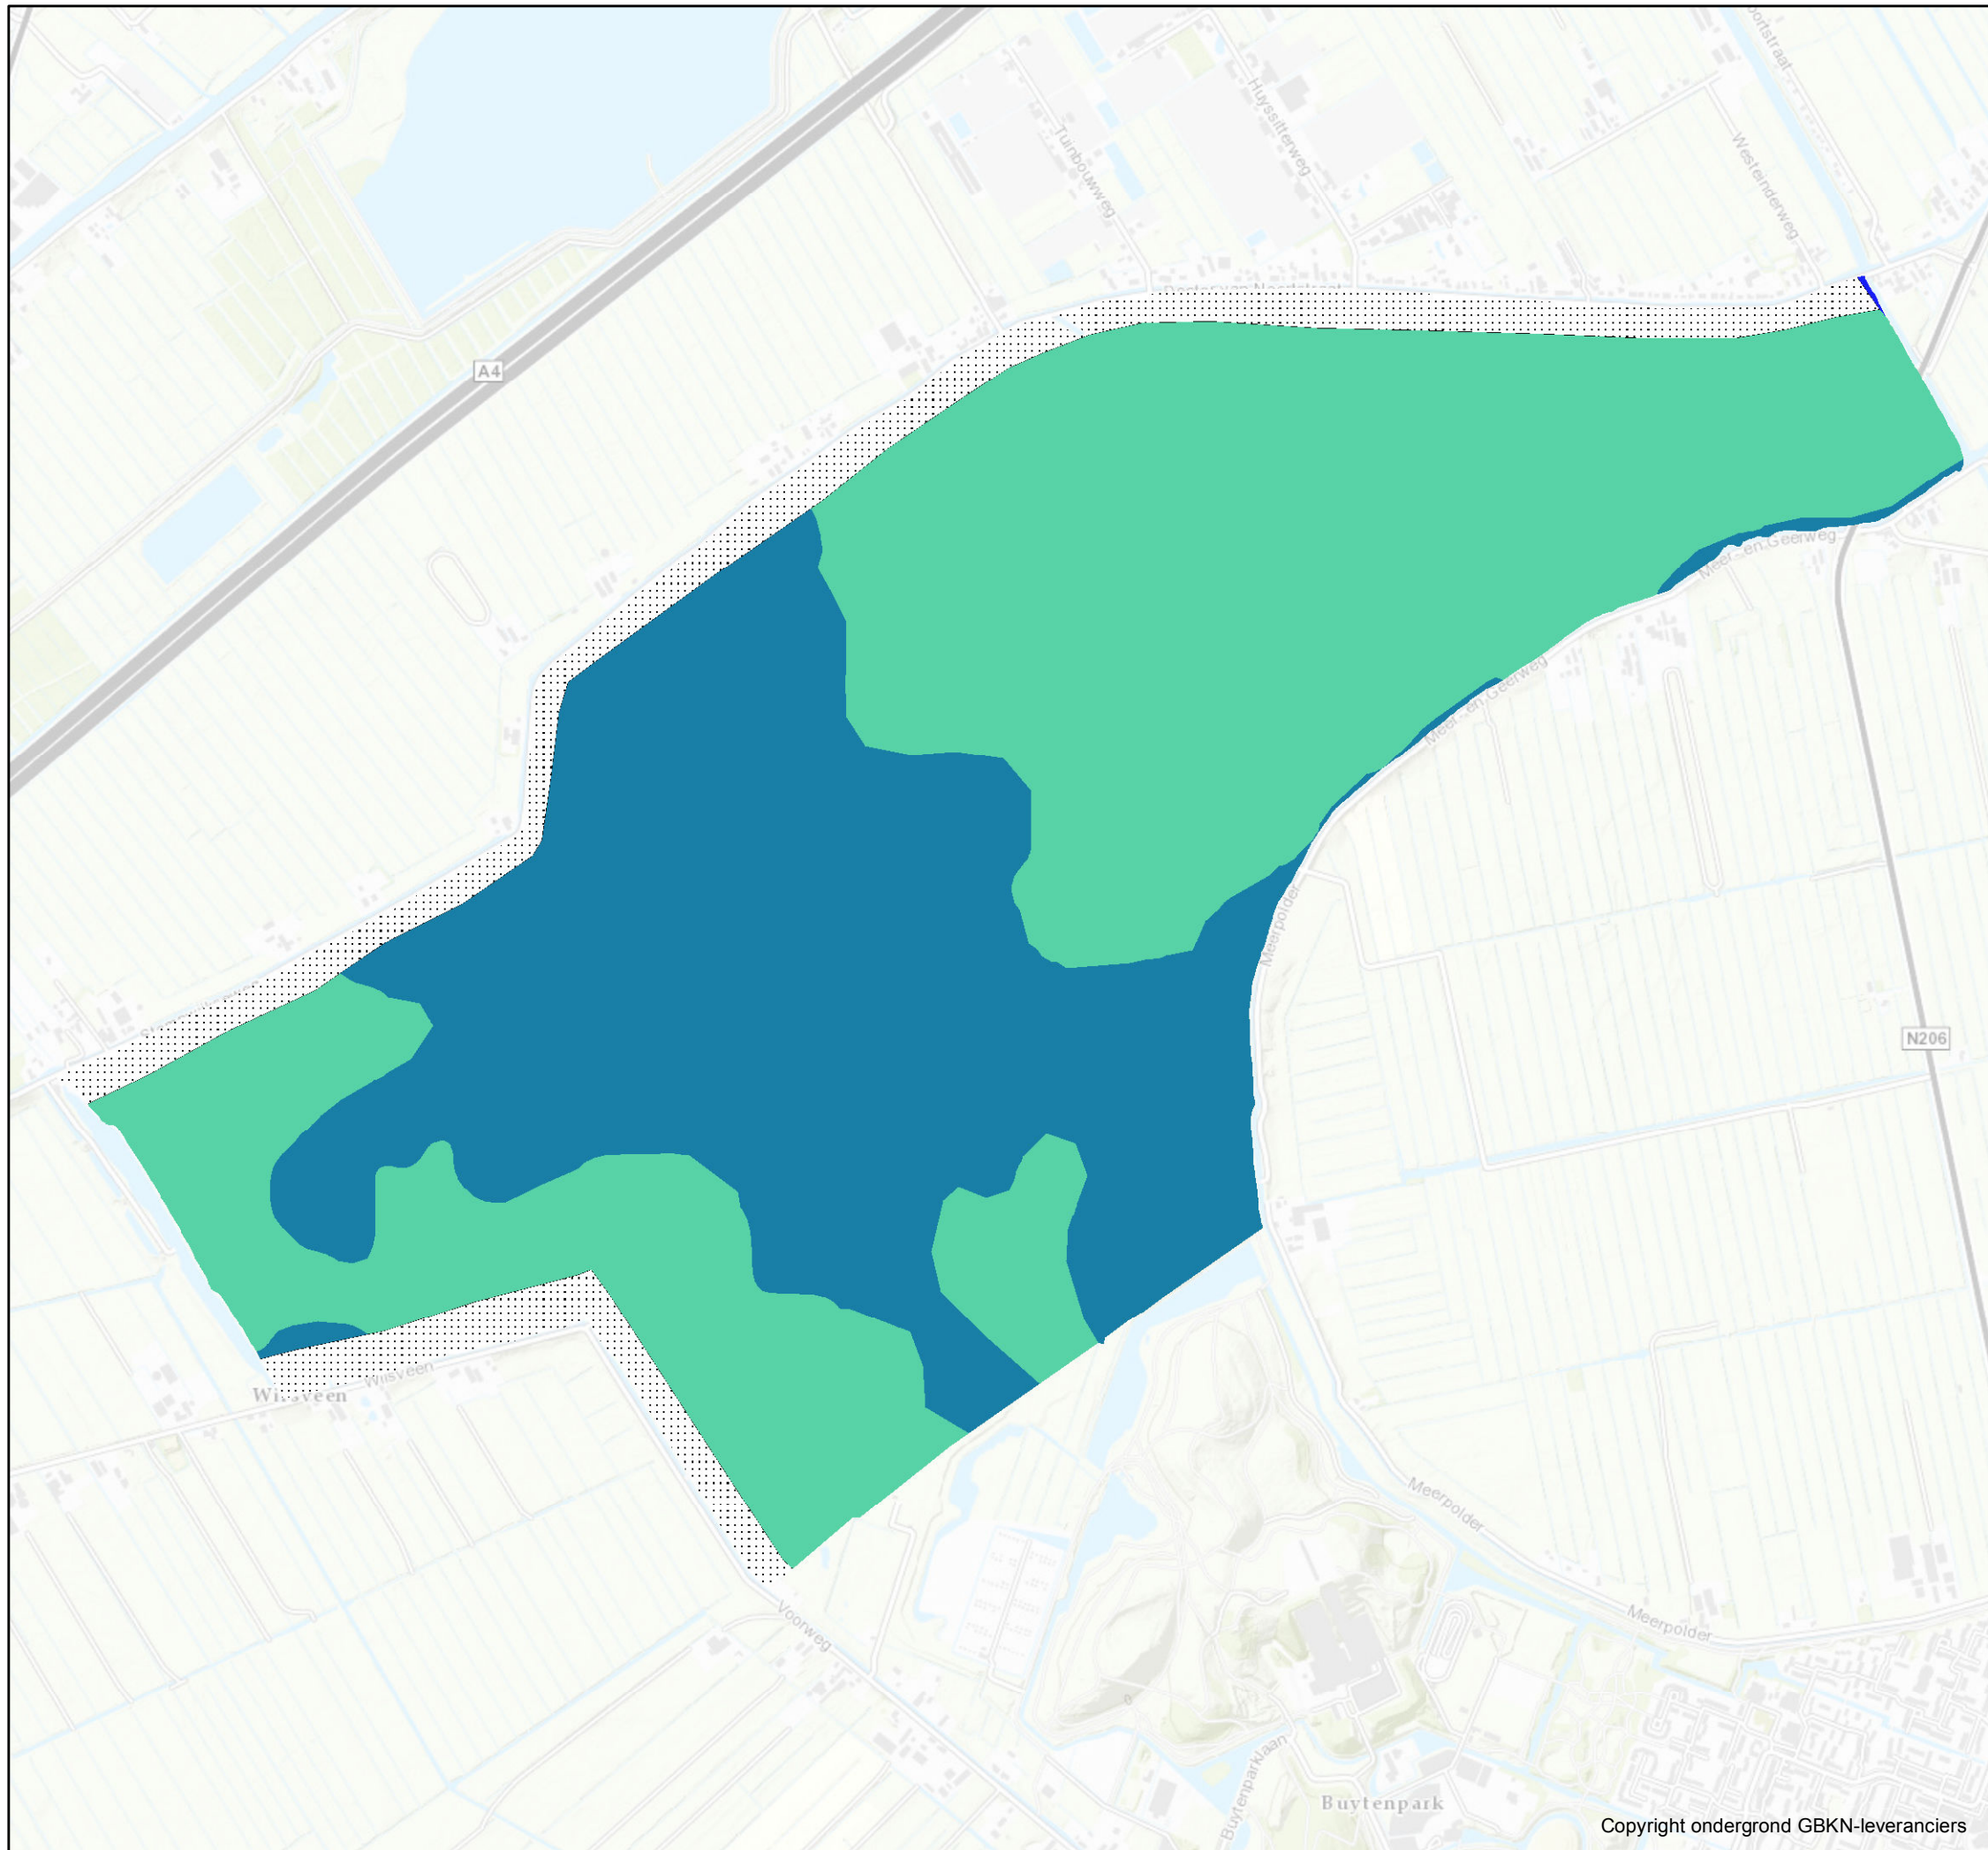 oortstraat
Huyssitterweg
Tuinbouwweg
Westeinderweg
A4
Meer- en Geerweg
Meer- en Geerweg
Meerpolder
N206
Wilsveen
Wilsveen
Meerpolder
Voorweg
Meerpolder
Buytenparklaan
Buytenpark
Copyright ondergrond GBKN-leveranciers